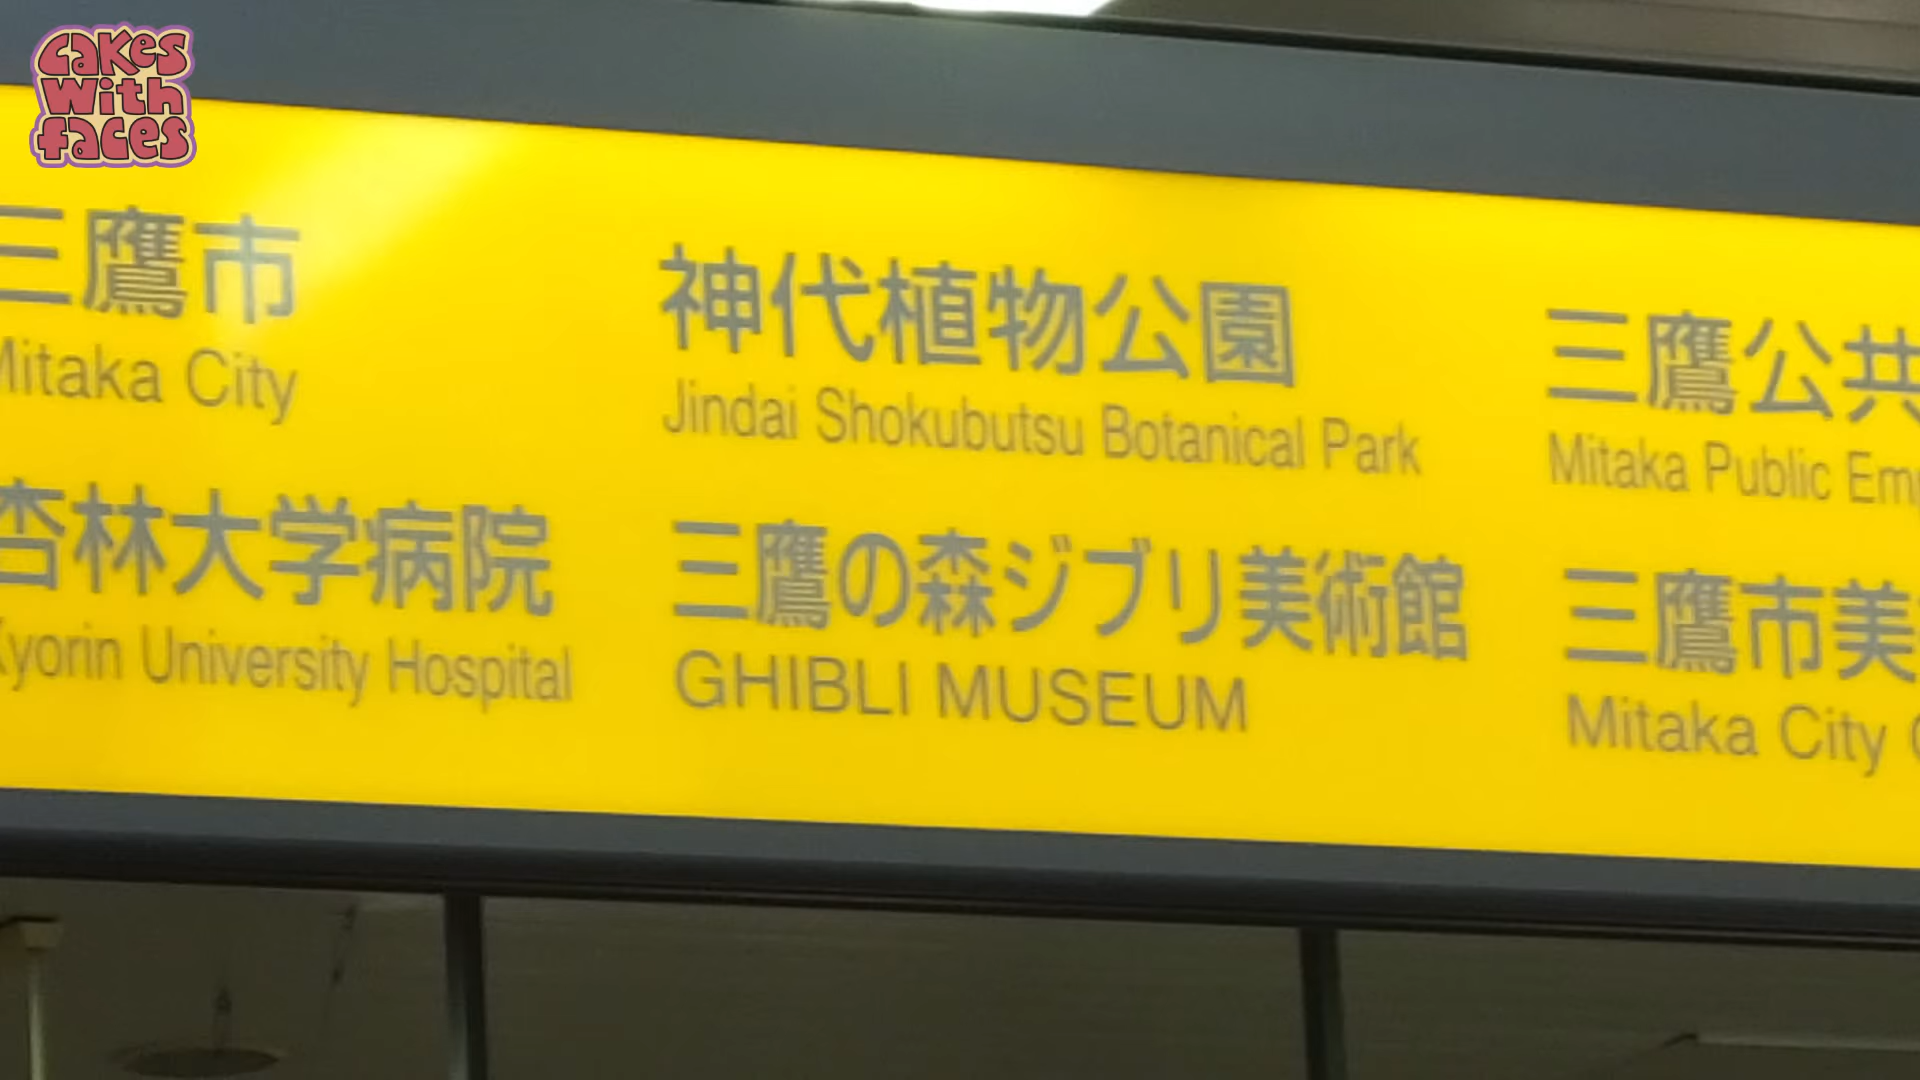 cakes
with
faces
三鷹市
Mitaka City
杏林大学病院
Kyorin University Hospital
神代植物公園
Jindai Shokubutsu Botanical Park
三鷹の森ジブリ美術館
GHIBLI MUSEUM
三鷹公共
Mitaka Public
三鷹市美
Mitaka City